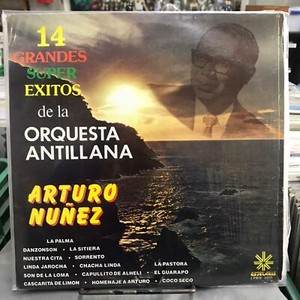 14
GRANDES
SUPER
EXITOS
de la
ORQUESTA
ANTILLANA
ARTURO
NUÑEZ
LA PALMA
DANZONSON • LA SITIERA
NUESTRA CITA • SORRENTO
LINDA JAROCHA • CHACHA LINDA • LA PASTORA
SON DE LA LOMA • CAPULLITO DE ALHELI • EL GUARAPO
CASCARITA DE LIMON • HOMENAJE A ARTURO • COCO SECO